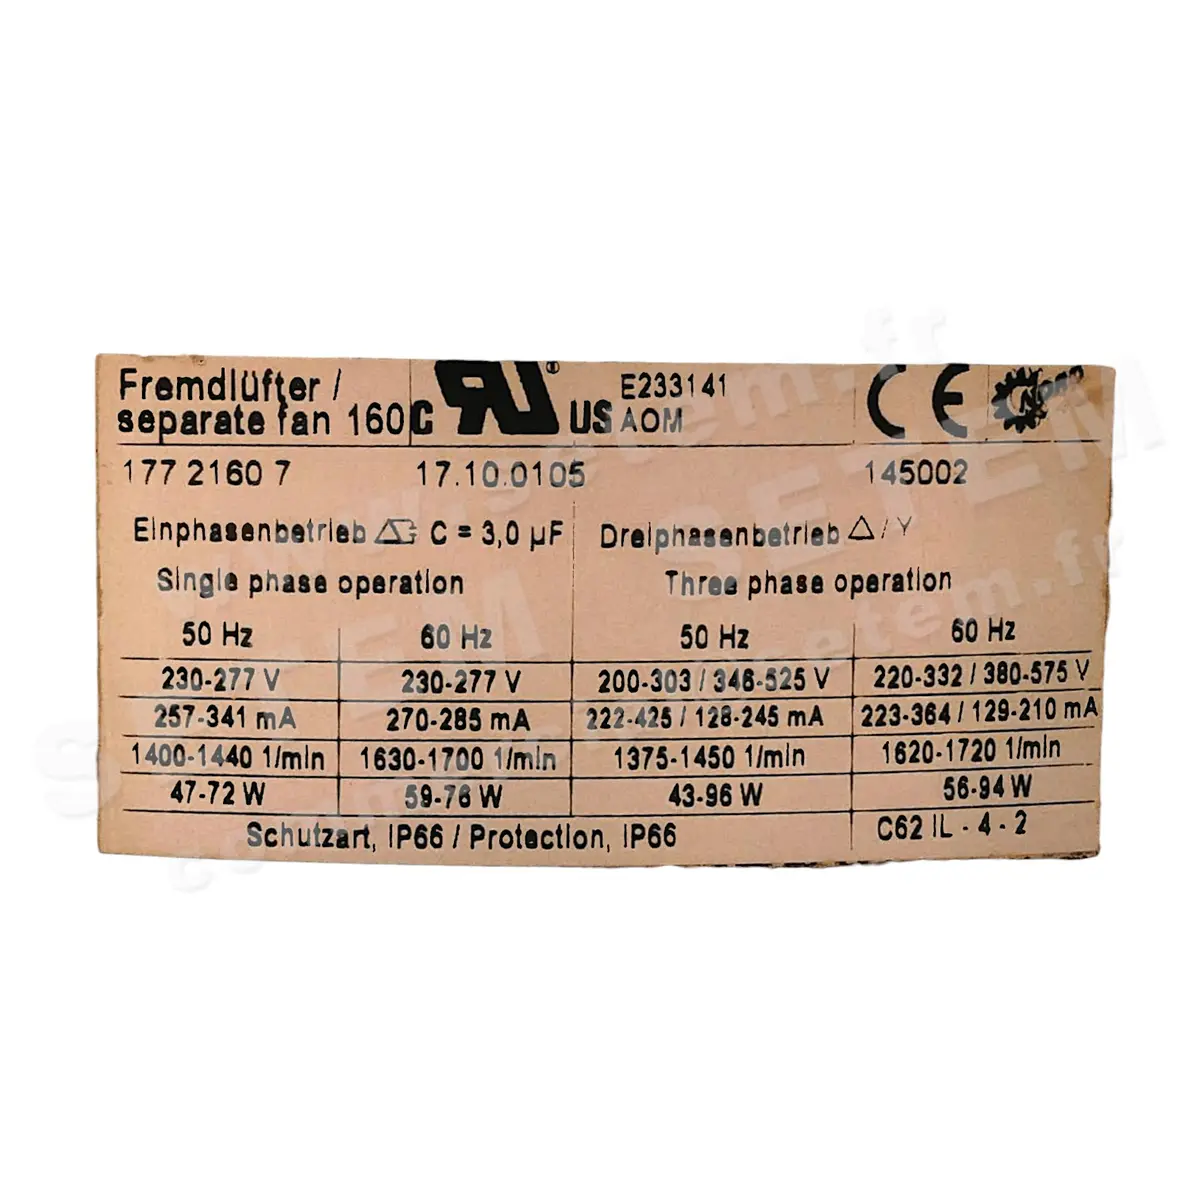 Fremdlüfter /
separate fan 160
C RU ® US
E233141
AOM
CE
177 2160 7 17.10.0105 145002
Einphasenbetrieb C = 3,0 µF Dreiphasenbetrieb Δ / Y
Single phase operation Three phase operation
50 Hz 60 Hz 50 Hz 60 Hz
230-277 V 230-277 V 200-303 / 346-525 V 220-332 / 380-575 V
257-341 mA 270-285 mA 222-425 / 128-245 mA 223-364 / 129-210 mA
1400-1440 1/min 1630-1700 1/min 1375-1450 1/min 1620-1720 1/min
47-72 W 59-76 W 43-96 W 56-94 W
Schutzart, IP66 / Protection, IP66 C62 IL - 4 - 2